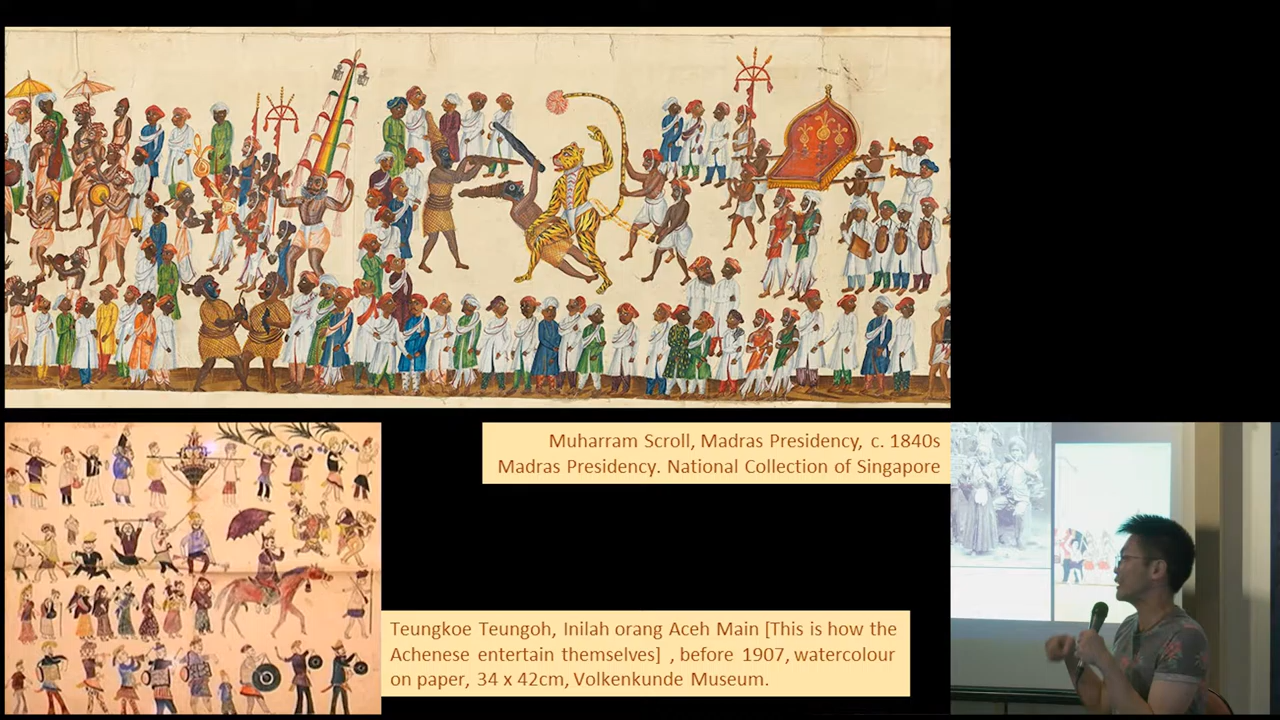 Muharram Scroll, Madras Presidency, c. 1840s
Madras Presidency. National Collection of Singapore
Teungkoe Teungoh, Inilah orang Aceh Main [This is how the
Achenese entertain themselves] , before 1907, watercolour
on paper, 34 x 42cm, Volkenkunde Museum.